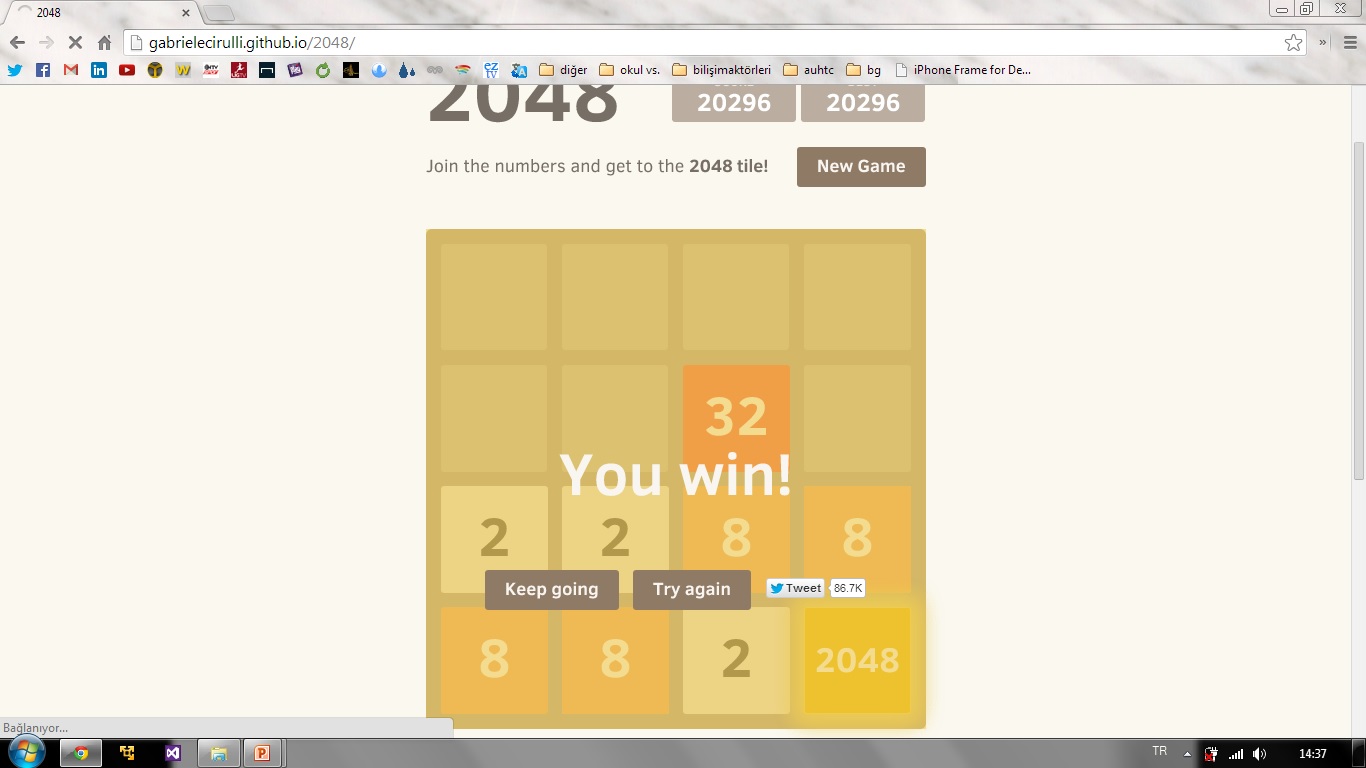 2048
gabrielecirulli.github.io/2048/
diğer okul vs. bilişimaktörleri auhtc bg iPhone Frame for De...
2048 20296 20296
Join the numbers and get to the 2048 tile! New Game
32
You win!
2 2 8 8
Keep going Try again Tweet 86.7K
8 8 2 2048
Bağlanıyor...
TR 14:37